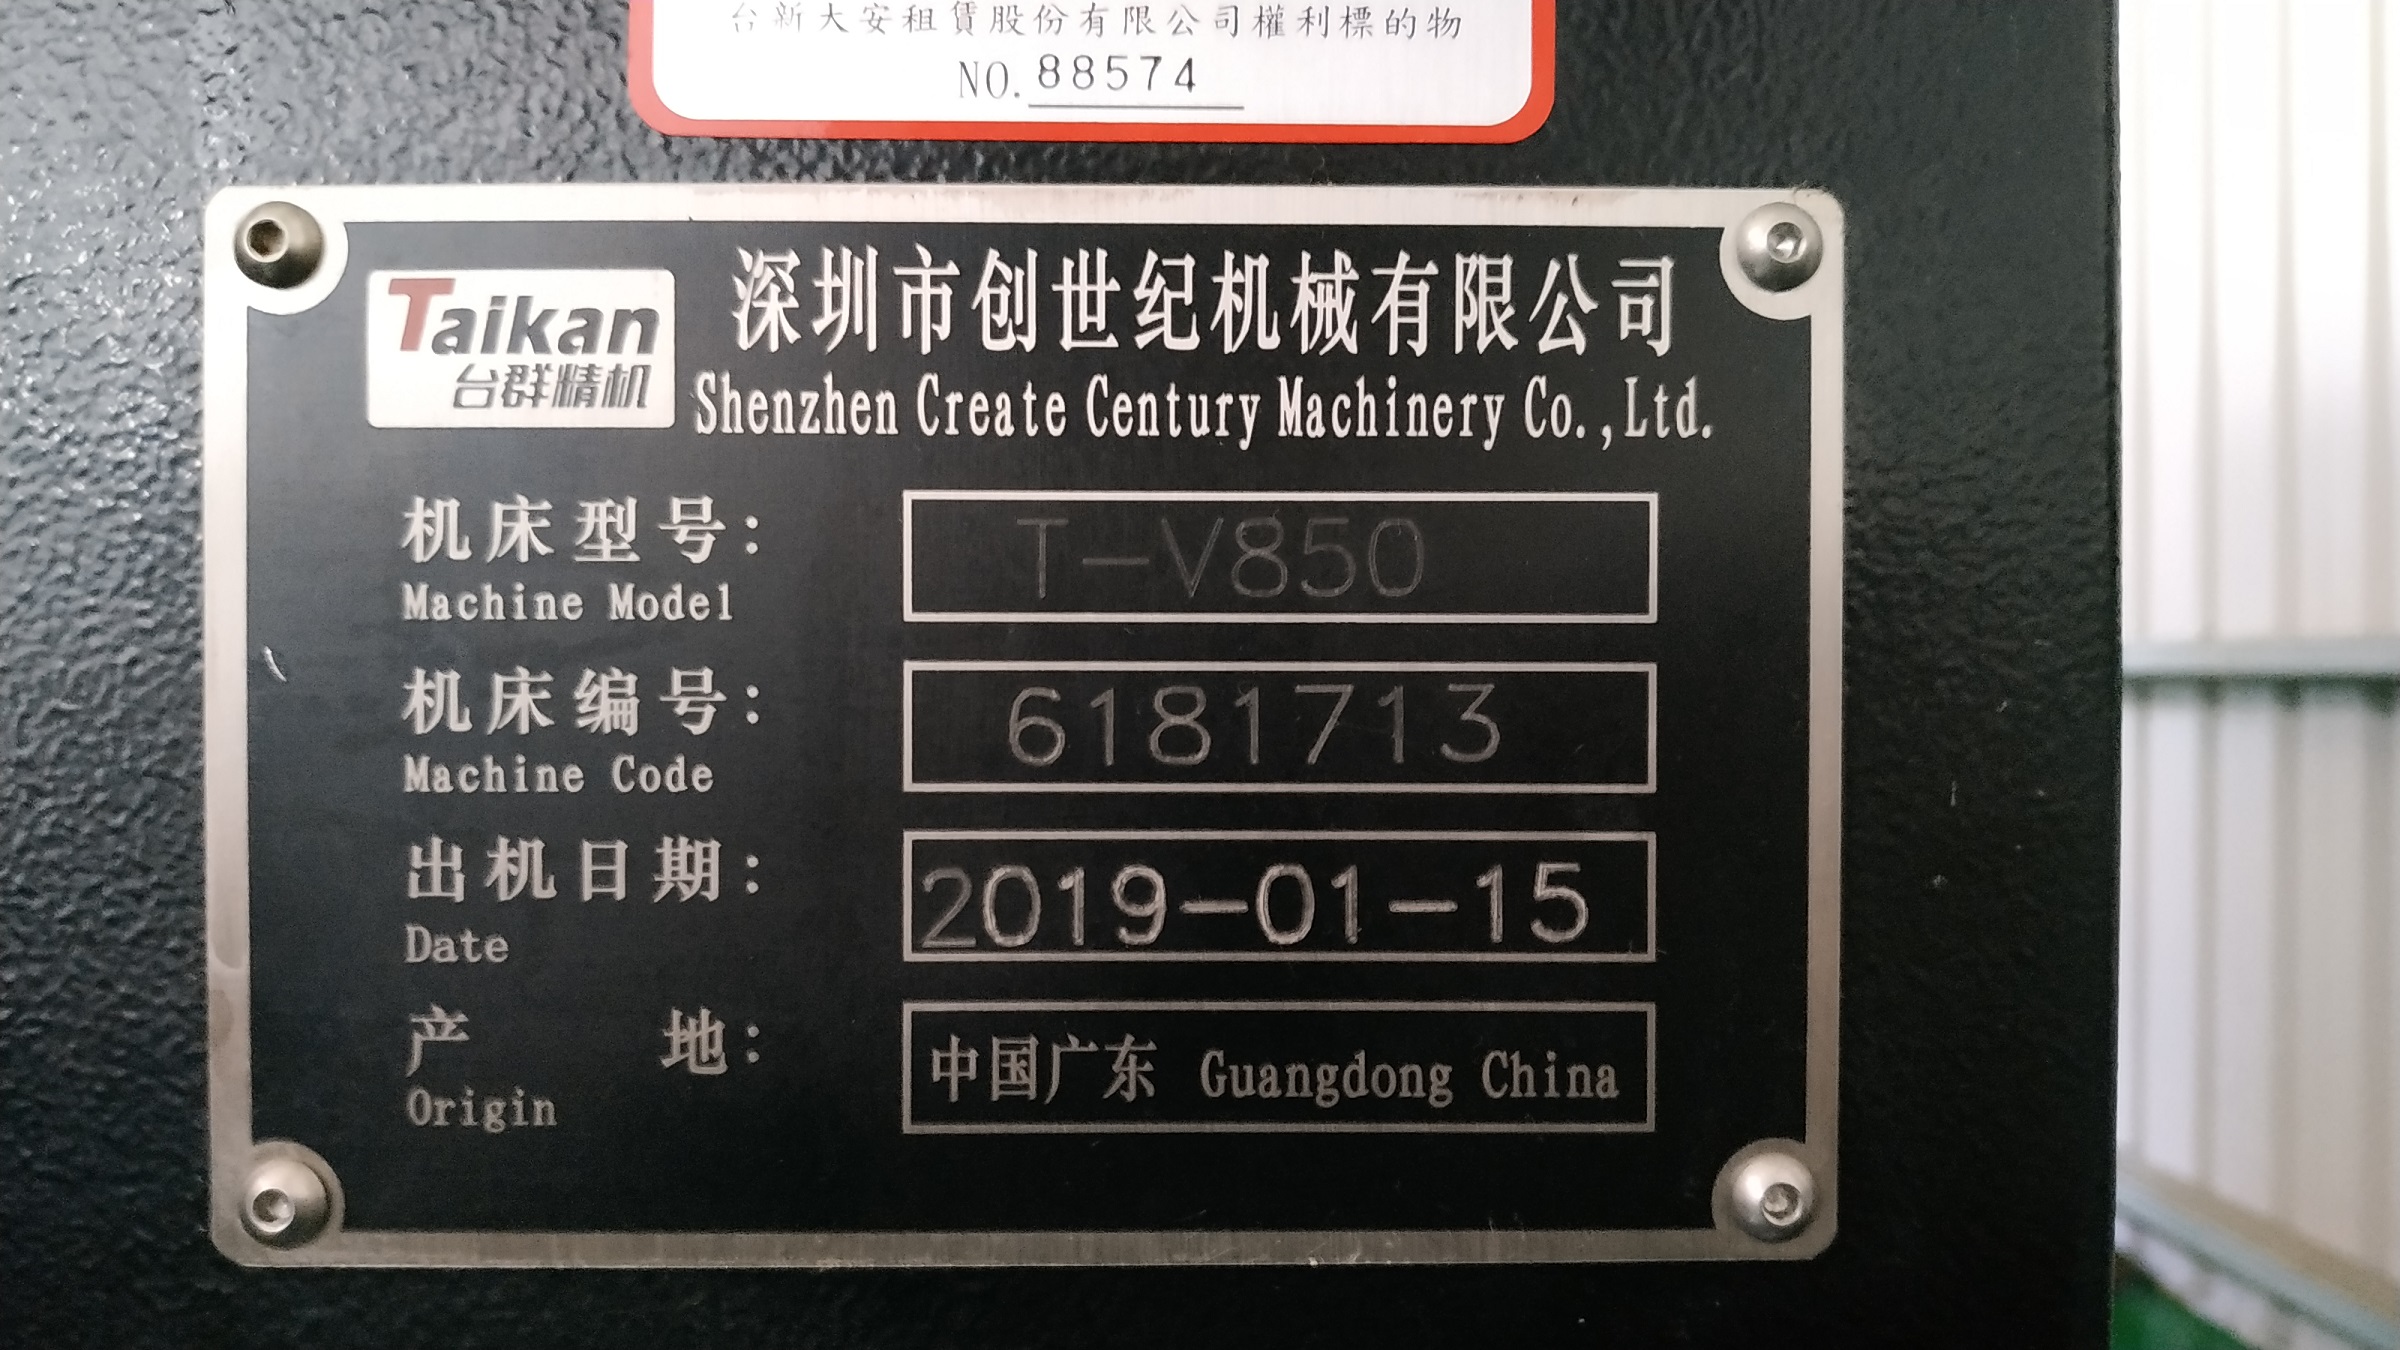 台新大安租賃股份有限公司權利標的物
NO. 88574
Taikan
台群精机
深圳市创世纪机械有限公司
Shenzhen Create Century Machinery Co.,Ltd.
机床型号: T-V850
Machine Model
机床编号: 6181713
Machine Code
出机日期: 2019-01-15
Date
产 地: 中国广东 Guangdong China
Origin